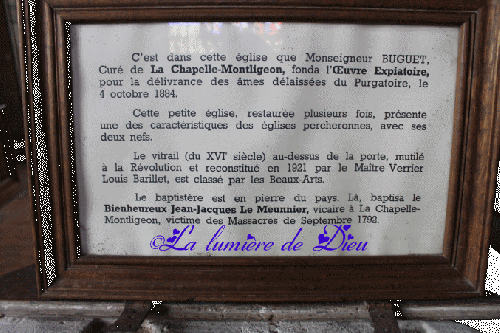 C'est dans cette église que Monseigneur BUGUET,
Curé de La Chapelle-Montligeon, fonda l'Œuvre Expiatoire,
pour la délivrance des âmes délaissées du Purgatoire, le
4 octobre 1884.
Cette petite église, restaurée plusieurs fois, présente
une des caractéristiques des églises percheronnes, avec ses
deux nefs.
Le vitrail (du XVIe siècle) au-dessus de la porte, mutilé
à la Révolution et reconstitué en 1921 par le Maître Verrier
Louis Barillet, est classé par les Beaux-Arts.
Le baptistère est en pierre du pays. Là, baptisa le
Bienheureux Jean-Jacques Le Meunnier, vicaire à La Chapelle-
Montligeon, victime des Massacres de Septembre 1792.
©La lumière de Dieu